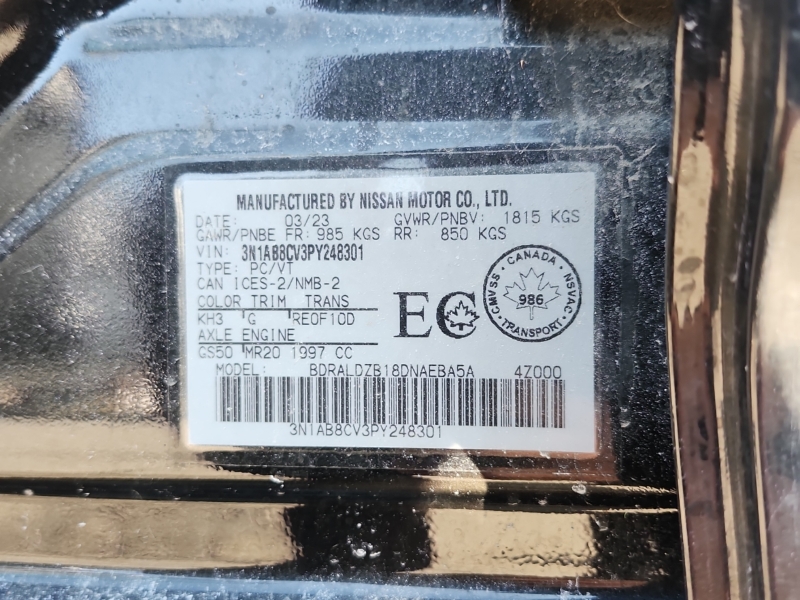 MANUFACTURED BY NISSAN MOTOR CO., LTD.
DATE: 03/23 GVWR/PNBV: 1815 KGS
GAWR/PNBE FR: 985 KGS RR: 850 KGS
VIN: 3N1AB8CV3PY248301
TYPE: PC/VT
CAN ICES-2/NMB-2
COLOR TRIM TRANS
KH3 G RE0F10D
AXLE ENGINE
GS50 MR20 1997 CC
EC
CANADA
CMVSS
NSVAC
986
TRANSPORT
MODEL: BDRALDZB18DNAEBA5A 4Z000
3N1AB8CV3PY248301